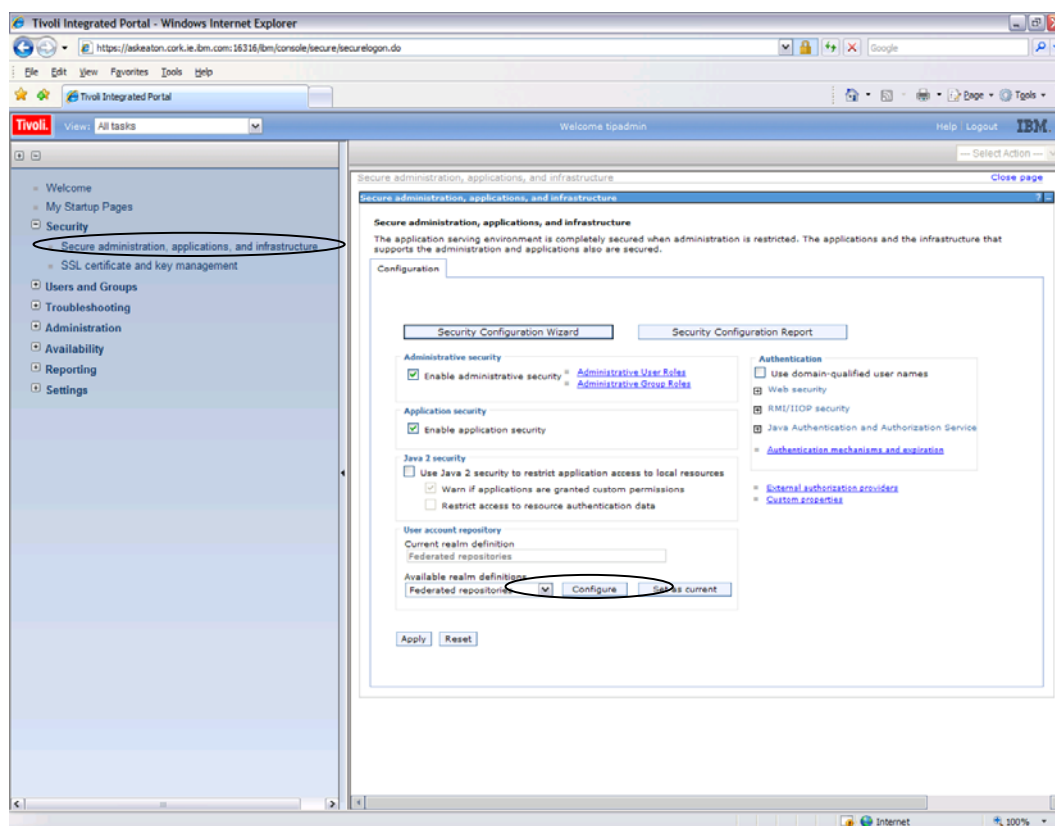 Tivoli Integrated Portal - Windows Internet Explorer
https://askeaton.cork.ie.ibm.com:16316/ibm/console/secure/securelogon.do
Google
File Edit View Favorites Tools Help
Tivoli Integrated Portal
Page Tools
Tivoli. View: All tasks Welcome tipadmin Help Logout IBM.
--- Select Action ---
Welcome
My Startup Pages
Security
Secure administration, applications, and infrastructure
SSL certificate and key management
Users and Groups
Troubleshooting
Administration
Availability
Reporting
Settings
Secure administration, applications, and infrastructure Close page
Secure administration, applications, and infrastructure ? -
Secure administration, applications, and infrastructure
The application serving environment is completely secured when administration is restricted. The applications and the infrastructure that
supports the administration and applications also are secured.
Configuration
Security Configuration Wizard Security Configuration Report
Administrative security
Enable administrative security
Administrative User Roles
Administrative Group Roles
Application security
Enable application security
Java 2 security
Use Java 2 security to restrict application access to local resources
Warn if applications are granted custom permissions
Restrict access to resource authentication data
User account repository
Current realm definition
Federated repositories
Available realm definitions
Federated repositories Configure Set as current
Apply Reset
Authentication
Use domain-qualified user names
Web security
RMI/IIOP security
Java Authentication and Authorization Service
Authentication mechanisms and expiration
External authorization providers
Custom properties
Internet 100%